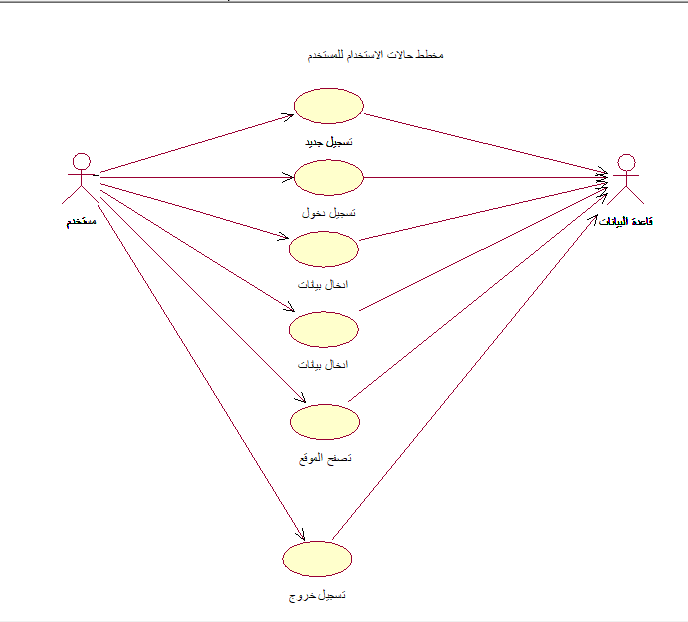 مخطط حالات الاستخدام للمستخدم
تسجيل جديد
مستخدم
قاعدة البيانات
تسجيل دخول
ادخال بيانات
ادخال بيانات
تصفح الموقع
تسجيل خروج